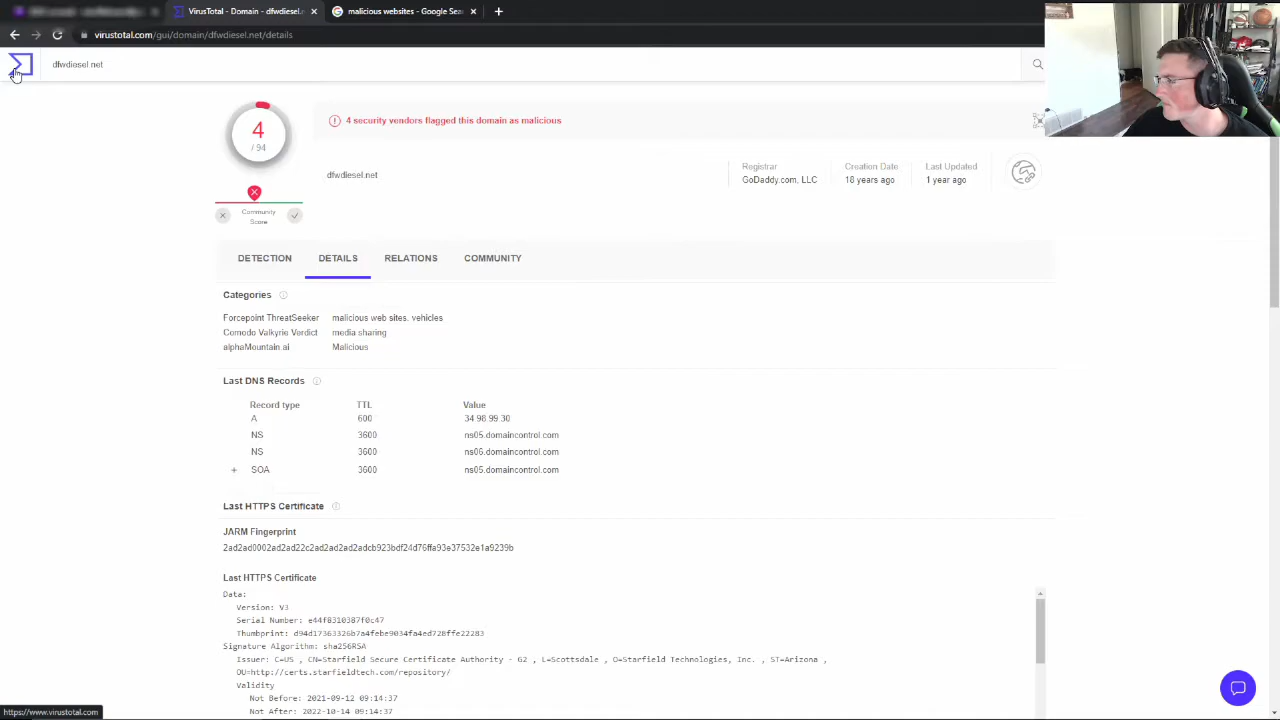 VirusTotal - Domain - dfwdiesel.
malicious websites - Google Sea
virustotal.com/gui/domain/dfwdiesel.net/details
dfwdiesel.net
4
/ 94
4 security vendors flagged this domain as malicious
dfwdiesel.net
Registrar
GoDaddy.com, LLC
Creation Date
18 years ago
Last Updated
1 year ago
Community
Score
DETECTION DETAILS RELATIONS COMMUNITY
Categories
Forcepoint ThreatSeeker malicious web sites. vehicles
Comodo Valkyrie Verdict media sharing
alphaMountain.ai Malicious
Last DNS Records
Record type TTL Value
A 600 34.98.99.30
NS 3600 ns05.domaincontrol.com
NS 3600 ns06.domaincontrol.com
+ SOA 3600 ns05.domaincontrol.com
Last HTTPS Certificate
JARM Fingerprint
2ad2ad0002ad2ad22c2ad2ad2ad2adcb923bdf24d76ffa93e37532e1a9239b
Last HTTPS Certificate
Data:
Version: V3
Serial Number: e44f8310387f0c47
Thumbprint: d94d17363326b7a4febe9034fa4ed728ffe22283
Signature Algorithm: sha256RSA
Issuer: C=US , CN=Starfield Secure Certificate Authority - G2 , L=Scottsdale , O=Starfield Technologies, Inc. , ST=Arizona ,
OU=http://certs.starfieldtech.com/repository/
Validity
Not Before: 2021-09-12 09:14:37
Not After: 2022-10-14 09:14:37
https://www.virustotal.com